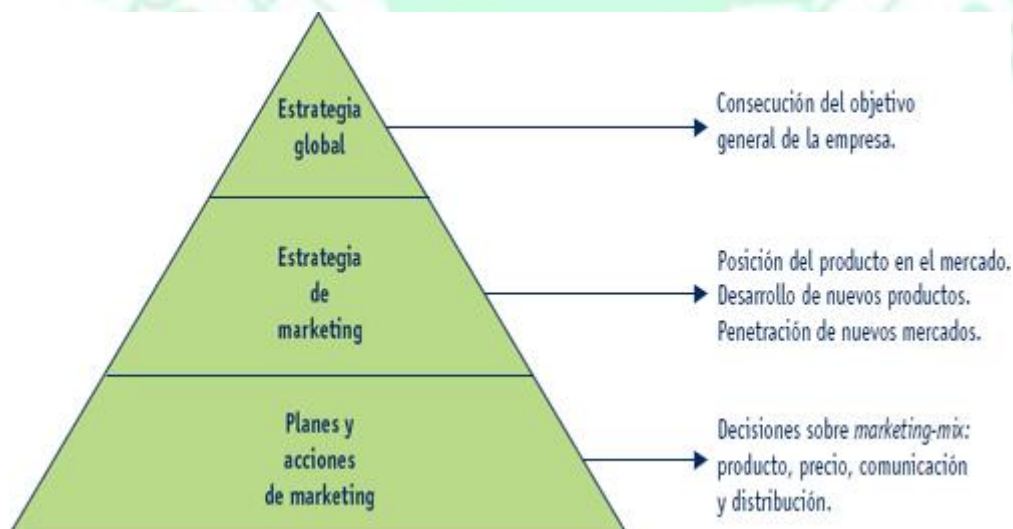 Estrategia
global
Consecución del objetivo
general de la empresa.
Estrategia
de
marketing
Posición del producto en el mercado.
Desarrollo de nuevos productos.
Penetración de nuevos mercados.
Planes y
acciones
de marketing
Decisiones sobre marketing-mix:
producto, precio, comunicación
y distribución.